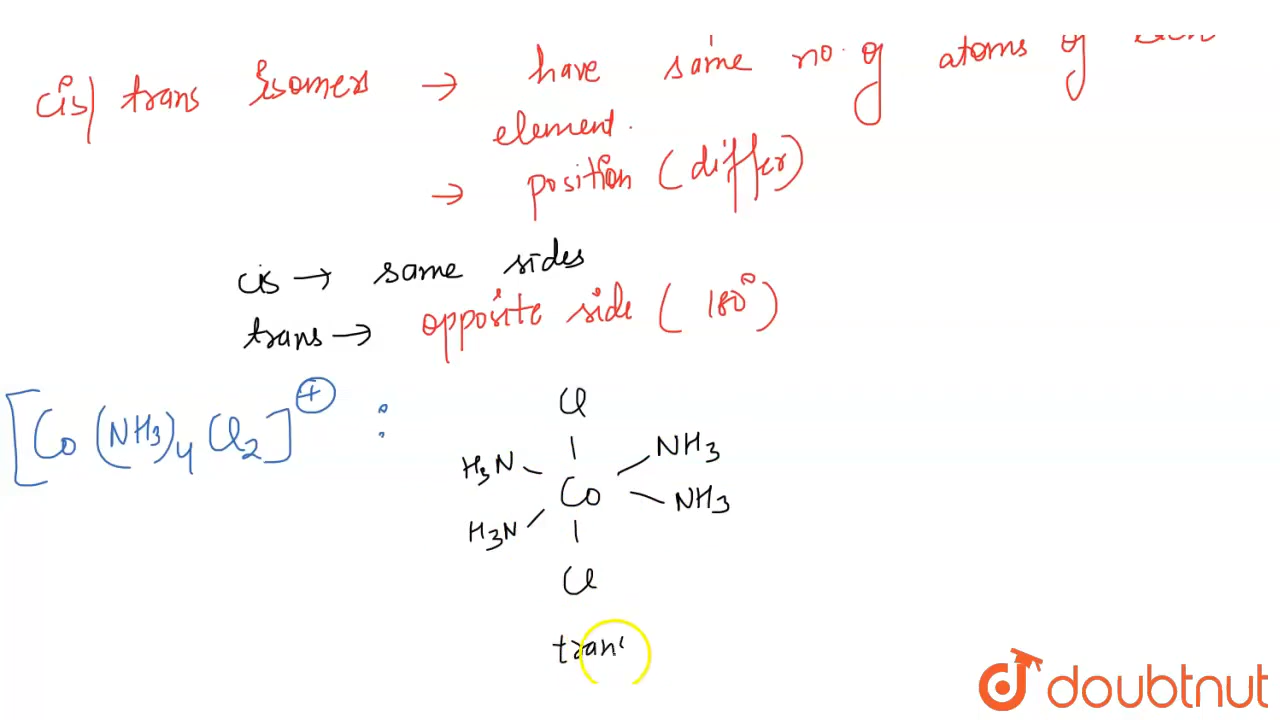 cis/ trans Isomers → have same no. of atoms of
element.
→ position (differ)
cis → same sides
trans → opposite side (180°)
[Co(NH3)4Cl2]+ :
Cl
H3N NH3
Co
H3N NH3
Cl
trans
doubtnut